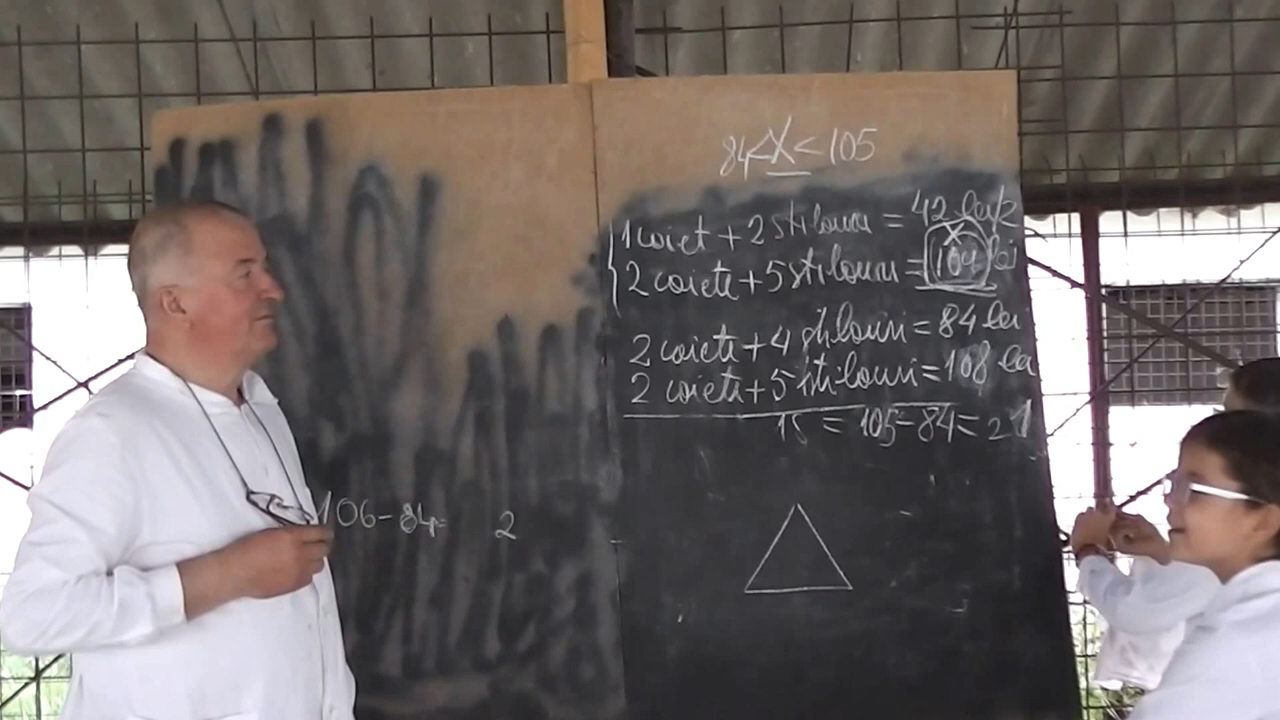 84<X<105
1 caiet + 2 stilouri = 42 lei/2
2 caiete + 5 stilouri = 104 lei
X
2 caiete + 4 stilouri = 84 lei
2 caiete + 5 stilouri = 108 lei
1S = 105-84= 21
106-84= 2